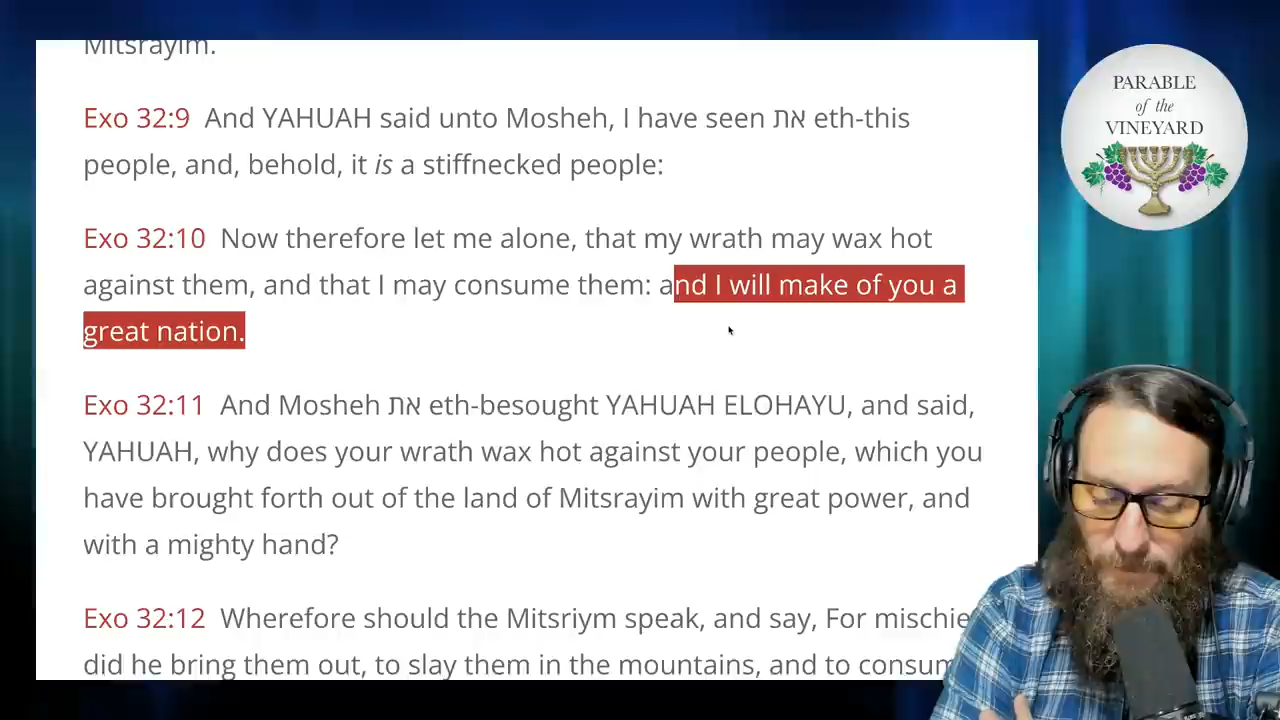 Mitsrayim.
Exo 32:9 And YAHUAH said unto Mosheh, I have seen את eth-this
people, and, behold, it is a stiffnecked people:
Exo 32:10 Now therefore let me alone, that my wrath may wax hot
against them, and that I may consume them: and I will make of you a
great nation.
Exo 32:11 And Mosheh את eth-besought YAHUAH ELOHAYU, and said,
YAHUAH, why does your wrath wax hot against your people, which you
have brought forth out of the land of Mitsrayim with great power, and
with a mighty hand?
Exo 32:12 Wherefore should the Mitsriym speak, and say, For mischie
did he bring them out, to slay them in the mountains, and to consum
PARABLE
of the
VINEYARD